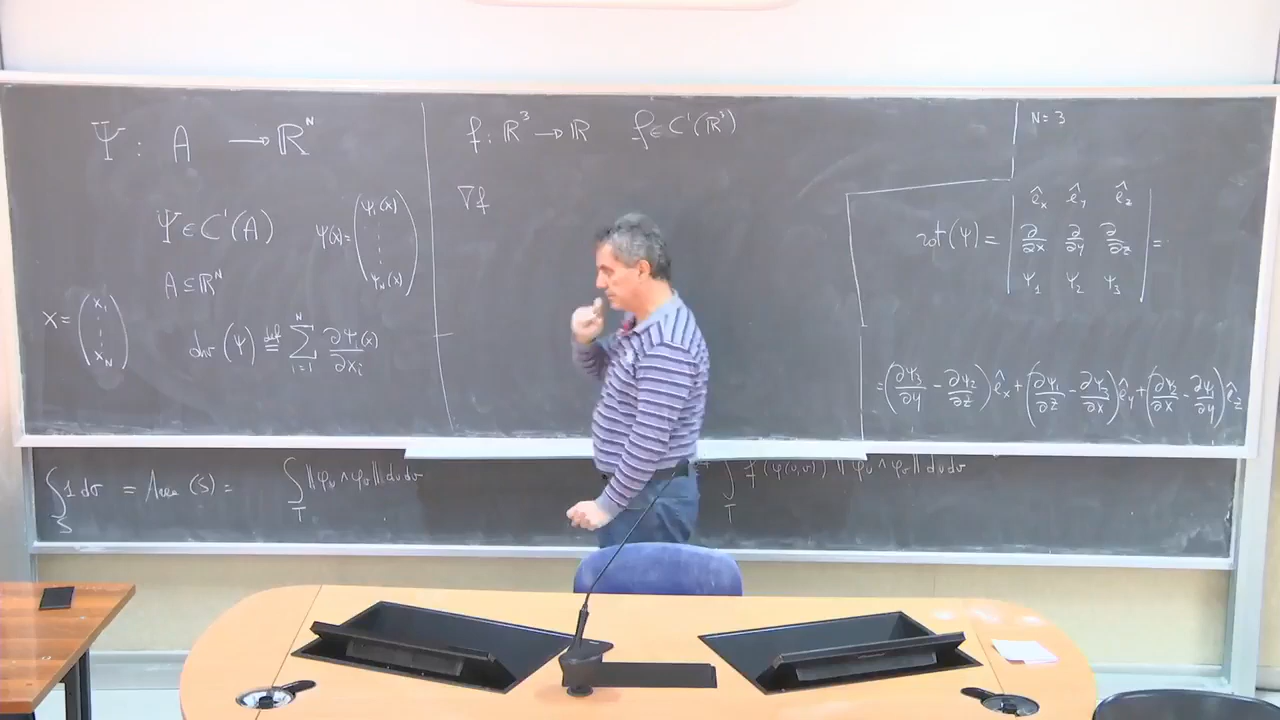 Ψ : A → ℝᴺ
Ψ ∈ C¹(A)
Ψ(x) = (Ψ₁(x) ⋮ Ψ_N(x))
A ⊆ ℝᴺ
x = (x₁ ⋮ x_N)
div (Ψ) ≝ ∑_{i=1}^{N} ∂Ψᵢ(x)/∂xᵢ
f : ℝ³ → ℝ f ∈ C¹(ℝ³)
∇f
N = 3
rot(Ψ) = | ê_x ê_y ê_z |
| ∂/∂x ∂/∂y ∂/∂z | =
| Ψ₁ Ψ₂ Ψ₃ |
= (∂Ψ₃/∂y - ∂Ψ₂/∂z) ê_x + (∂Ψ₁/∂z - ∂Ψ₃/∂x) ê_y + (∂Ψ₂/∂x - ∂Ψ₁/∂y) ê_z
∫_S 1 dσ = Area (S) = ∫_T ||φ_u ∧ φ_v|| du dv
∫_T f(φ(u,v)) ||φ_u ∧ φ_v|| du dv